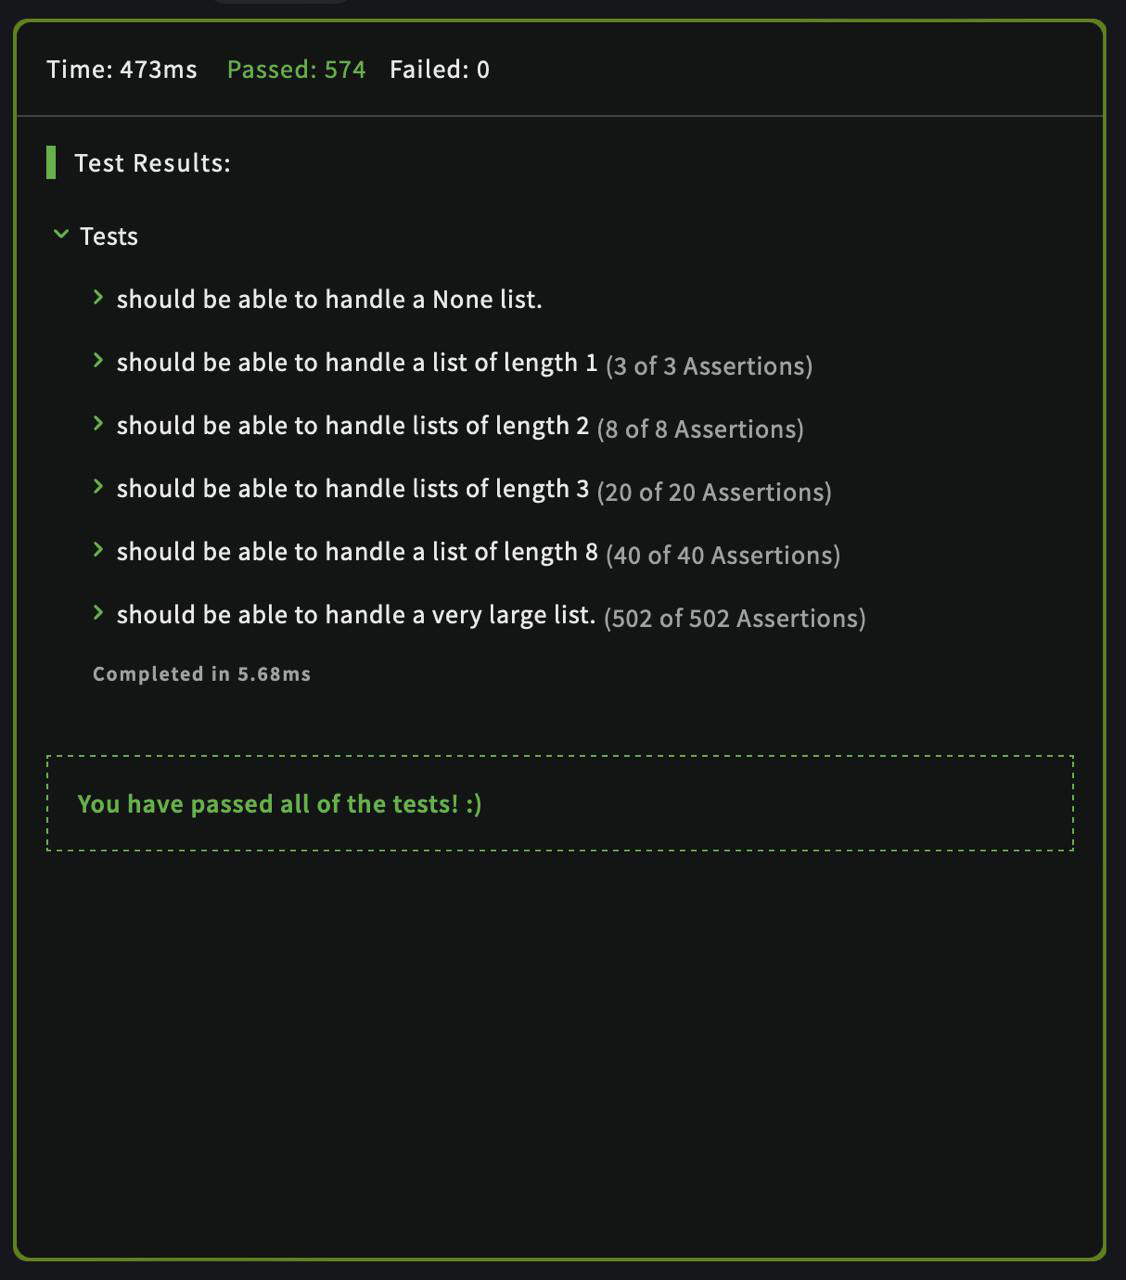 Time: 473ms Passed: 574 Failed: 0
Test Results:
Tests
should be able to handle a None list.
should be able to handle a list of length 1 (3 of 3 Assertions)
should be able to handle lists of length 2 (8 of 8 Assertions)
should be able to handle lists of length 3 (20 of 20 Assertions)
should be able to handle a list of length 8 (40 of 40 Assertions)
should be able to handle a very large list. (502 of 502 Assertions)
Completed in 5.68ms
You have passed all of the tests! :)